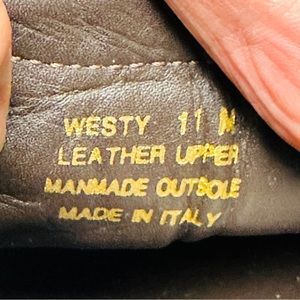 WESTY 11 M
LEATHER UPPER
MANMADE OUTSOLE
MADE IN ITALY